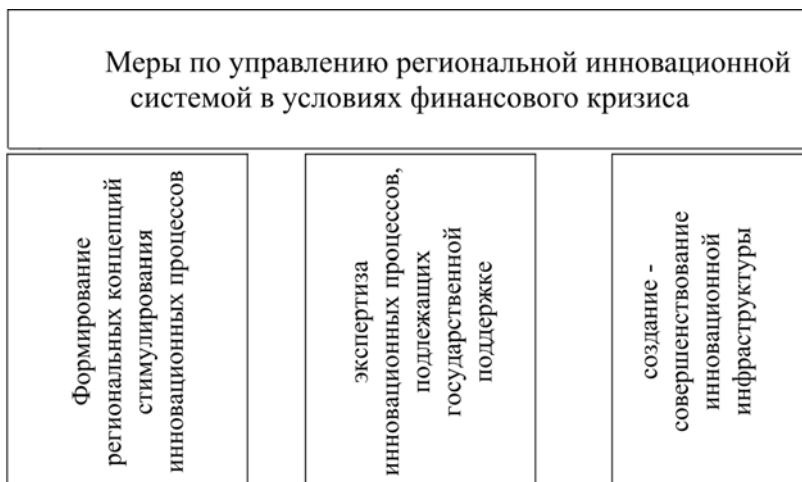 Меры по управлению региональной инновационной
системой в условиях финансового кризиса
Формирование
региональных концепций
стимулирования
инновационных процессов
экспертиза
инновационных процессов,
подлежащих
государственной
поддержке
создание -
совершенствование
инновационной
инфраструктуры